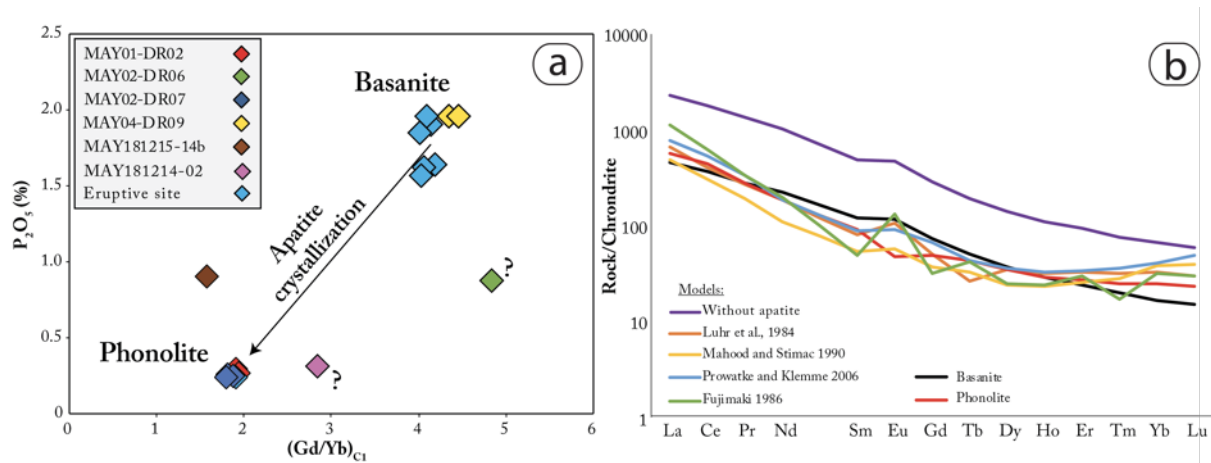 a
2.5
2.0
1.5
1.0
0.5
0
P2O5 (%)
MAY01-DR02
MAY02-DR06
MAY02-DR07
MAY04-DR09
MAY181215-14b
MAY181214-02
Eruptive site
Basanite
Apatite
crystallization
Phonolite
?
?
0 1 2 3 4 5 6
(Gd/Yb)C1
b
10000
1000
100
10
1
Rock/Chrondrite
Models:
Without apatite
Luhr et al., 1984
Mahood and Stimac 1990
Prowatke and Klemme 2006
Fujimaki 1986
Basanite
Phonolite
La Ce Pr Nd Sm Eu Gd Tb Dy Ho Er Tm Yb Lu